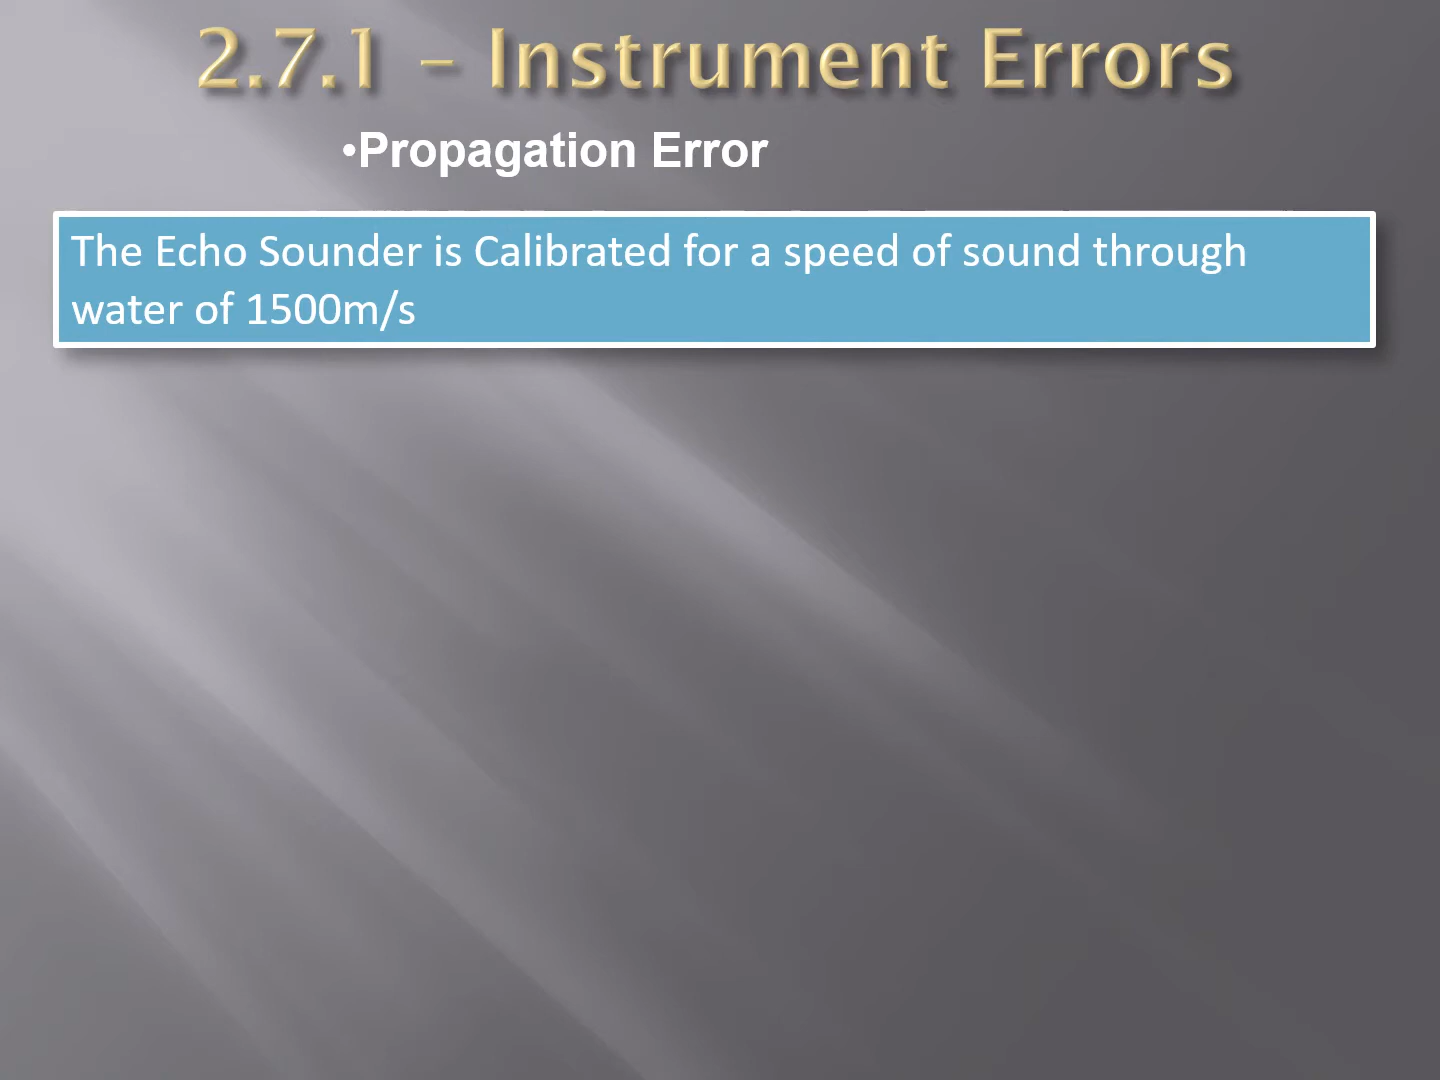 2.7.1 – Instrument Errors
•Propagation Error
The Echo Sounder is Calibrated for a speed of sound through
water of 1500m/s